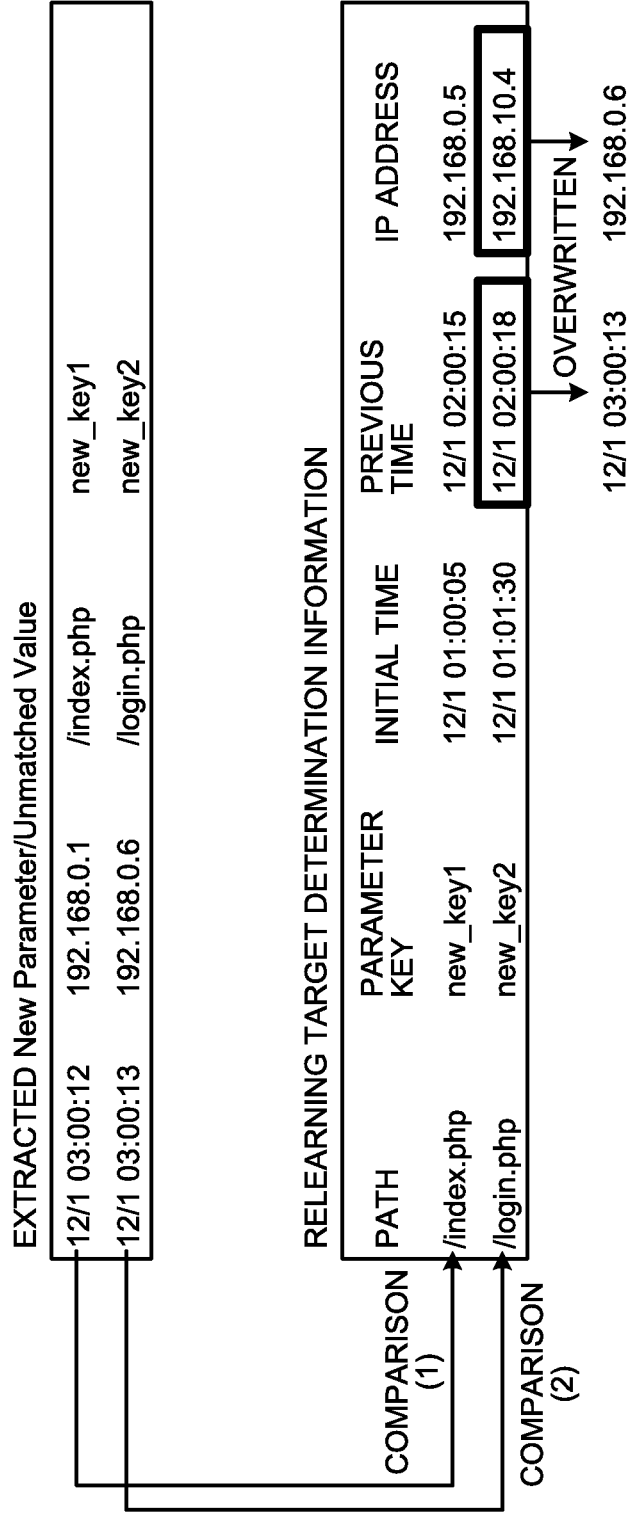 EXTRACTED New Parameter/Unmatched Value
12/1 03:00:12 192.168.0.1 /index.php new_key1
12/1 03:00:13 192.168.0.6 /login.php new_key2
RELEARNING TARGET DETERMINATION INFORMATION
PATH PARAMETER KEY INITIAL TIME PREVIOUS TIME IP ADDRESS
/index.php new_key1 12/1 01:00:05 12/1 02:00:15 192.168.0.5
/login.php new_key2 12/1 01:01:30 12/1 02:00:18 192.168.10.4
COMPARISON
(1)
COMPARISON
(2)
OVERWRITTEN
12/1 03:00:13 192.168.0.6